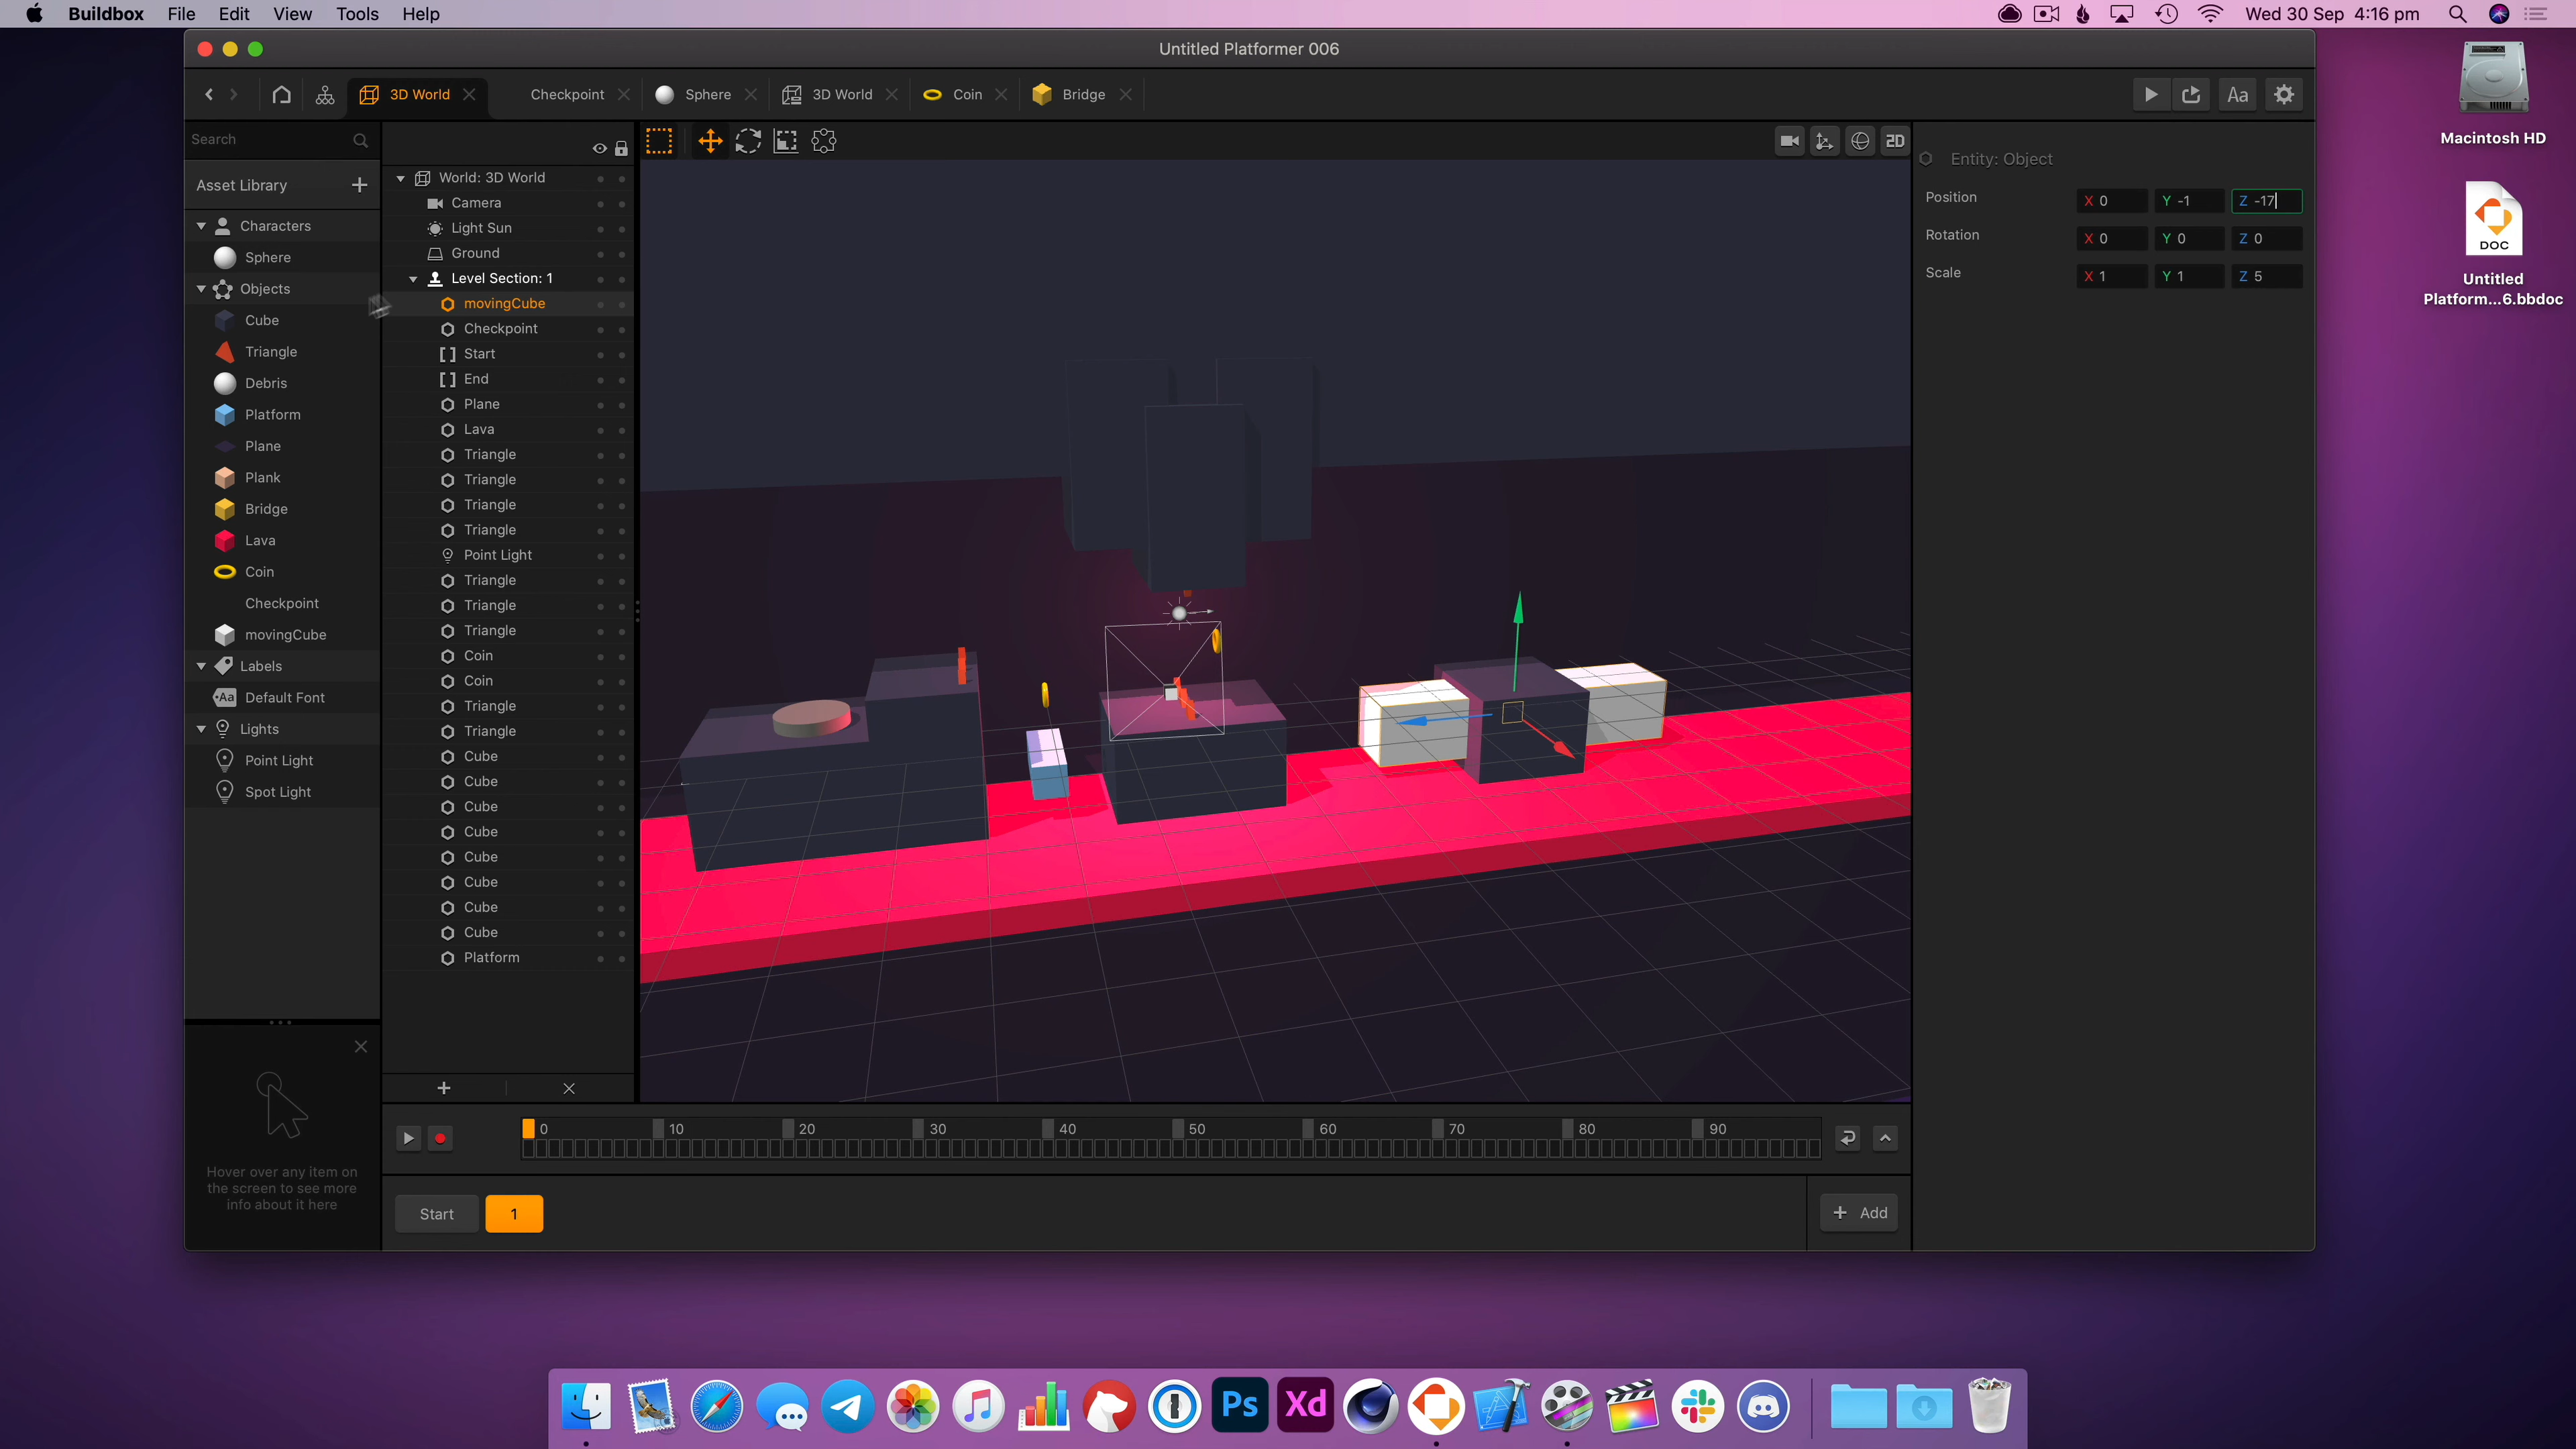 Buildbox File Edit View Tools Help Wed 30 Sep 4:16 pm
Untitled Platformer 006
3D World Checkpoint Sphere 3D World Coin Bridge Aa
Search
2D
Asset Library
Characters
Sphere
Objects
Cube
Triangle
Debris
Platform
Plane
Plank
Bridge
Lava
Coin
Checkpoint
movingCube
Labels
Aa Default Font
Lights
Point Light
Spot Light
Hover over any item on
the screen to see more
info about it here
World: 3D World
Camera
Light Sun
Ground
Level Section: 1
movingCube
Checkpoint
Start
End
Plane
Lava
Triangle
Triangle
Triangle
Triangle
Point Light
Triangle
Triangle
Triangle
Coin
Coin
Triangle
Triangle
Cube
Cube
Cube
Cube
Cube
Cube
Cube
Cube
Platform
Entity: Object
Position X 0 Y -1 Z -17
Rotation X 0 Y 0 Z 0
Scale X 1 Y 1 Z 5
0 10 20 30 40 50 60 70 80 90
Start 1 Add
Macintosh HD
DOC
Untitled
Platform...6.bbdoc
Ps Xd